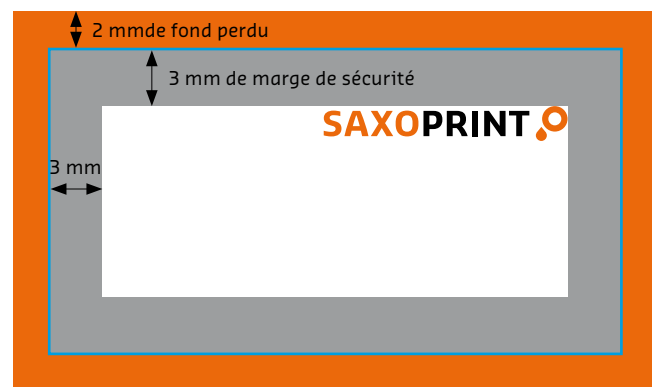 2 mmde fond perdu
3 mm de marge de sécurité
SAXOPRINT
3 mm